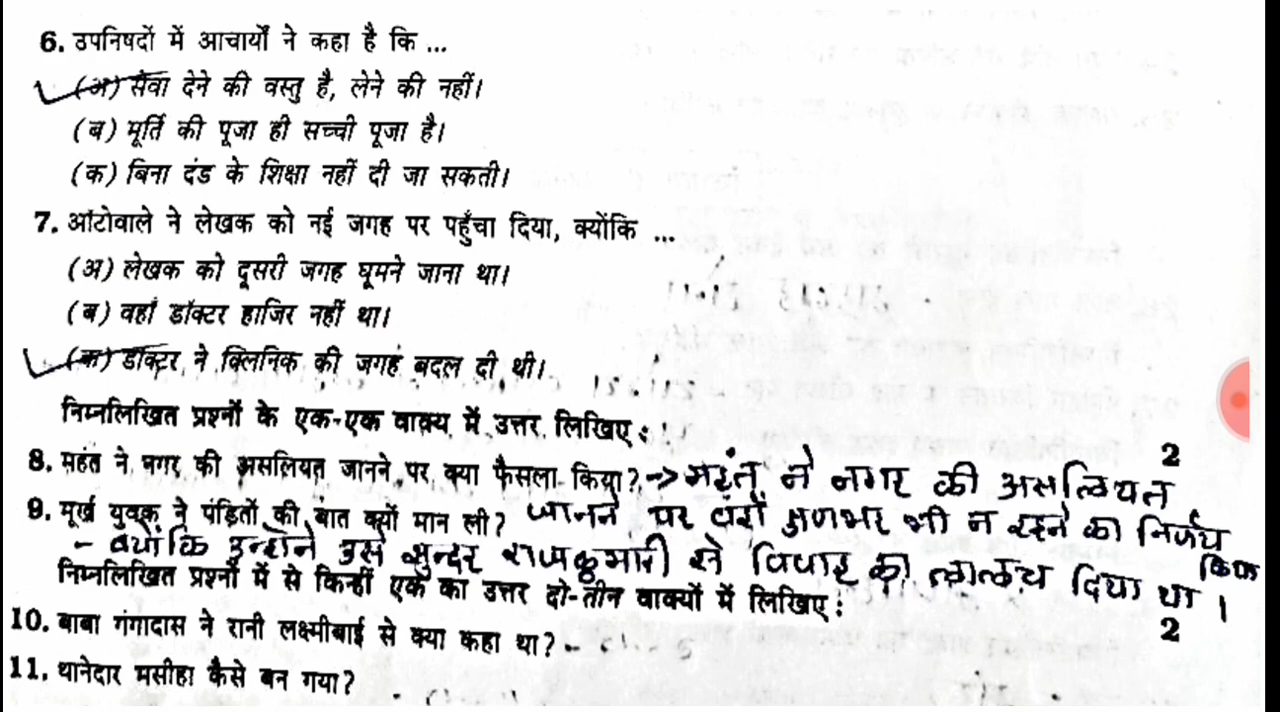 6. उपनिषदों में आचार्यों ने कहा है कि ...
(अ) सेवा देने की वस्तु है, लेने की नहीं।
(ब) मूर्ति की पूजा ही सच्ची पूजा है।
(क) बिना दंड के शिक्षा नहीं दी जा सकती।
7. ऑटोवाले ने लेखक को नई जगह पर पहुँचा दिया, क्योंकि ...
(अ) लेखक को दूसरी जगह घूमने जाना था।
(ब) वहाँ डॉक्टर हाजिर नहीं था।
(क) डॉक्टर ने क्लिनिक की जगह बदल दी थी।
निम्नलिखित प्रश्नों के एक-एक वाक्य में उत्तर लिखिए : 2
8. महंत ने नगर की असलियत जानने पर क्या फैसला किया? → महंत ने नगर की असलियत
9. मूर्ख युवक ने पंडितों की बात क्यों मान ली? जानने पर वहाँ क्षणभर भी न रहने का निर्णय किया
- क्योंकि उन्होंने उसे सुन्दर राजकुमारी से विवाह का लालच दिया था।
निम्नलिखित प्रश्नों में से किन्हीं एक का उत्तर दो-तीन वाक्यों में लिखिए : 2
10. बाबा गंगादास ने रानी लक्ष्मीबाई से क्या कहा था?
11. थानेदार मसीहा कैसे बन गया?